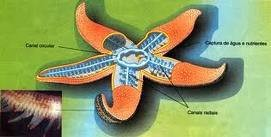 Canal circular
Captura de água e nutrientes
Canais radiais